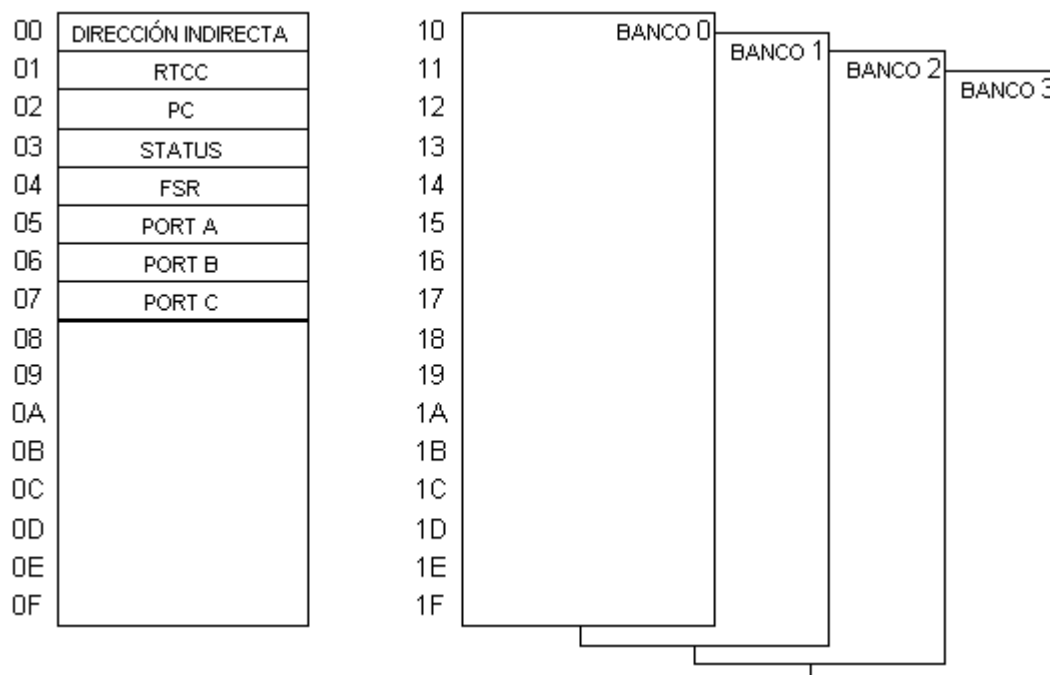 00 DIRECCIÓN INDIRECTA
01 RTCC
02 PC
03 STATUS
04 FSR
05 PORT A
06 PORT B
07 PORT C
08
09
0A
0B
0C
0D
0E
0F
10 BANCO 0
11 BANCO 1
12 BANCO 2
13 BANCO 3
14
15
16
17
18
19
1A
1B
1C
1D
1E
1F